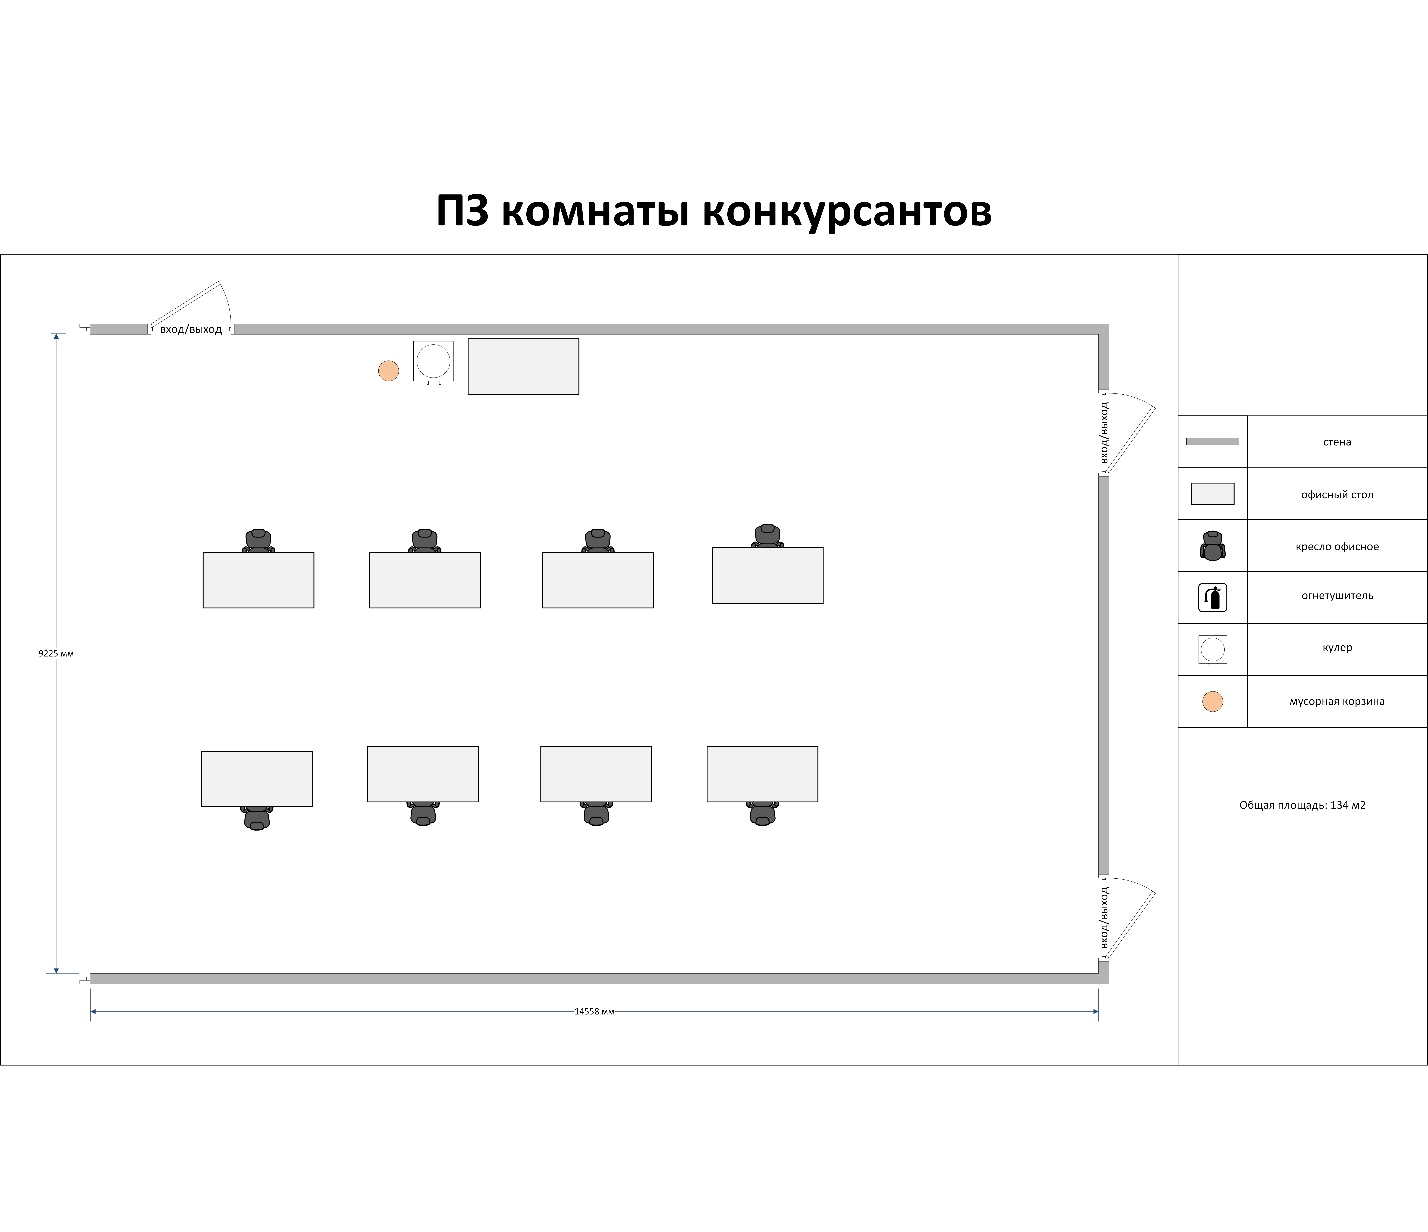 ПЗ комнаты конкурсантов
вход/выход
вход/выход
стена
офисный стол
кресло офисное
огнетушитель
9225 мм
кулер
мусорная корзина
Общая площадь: 134 м2
вход/выход
14558 мм